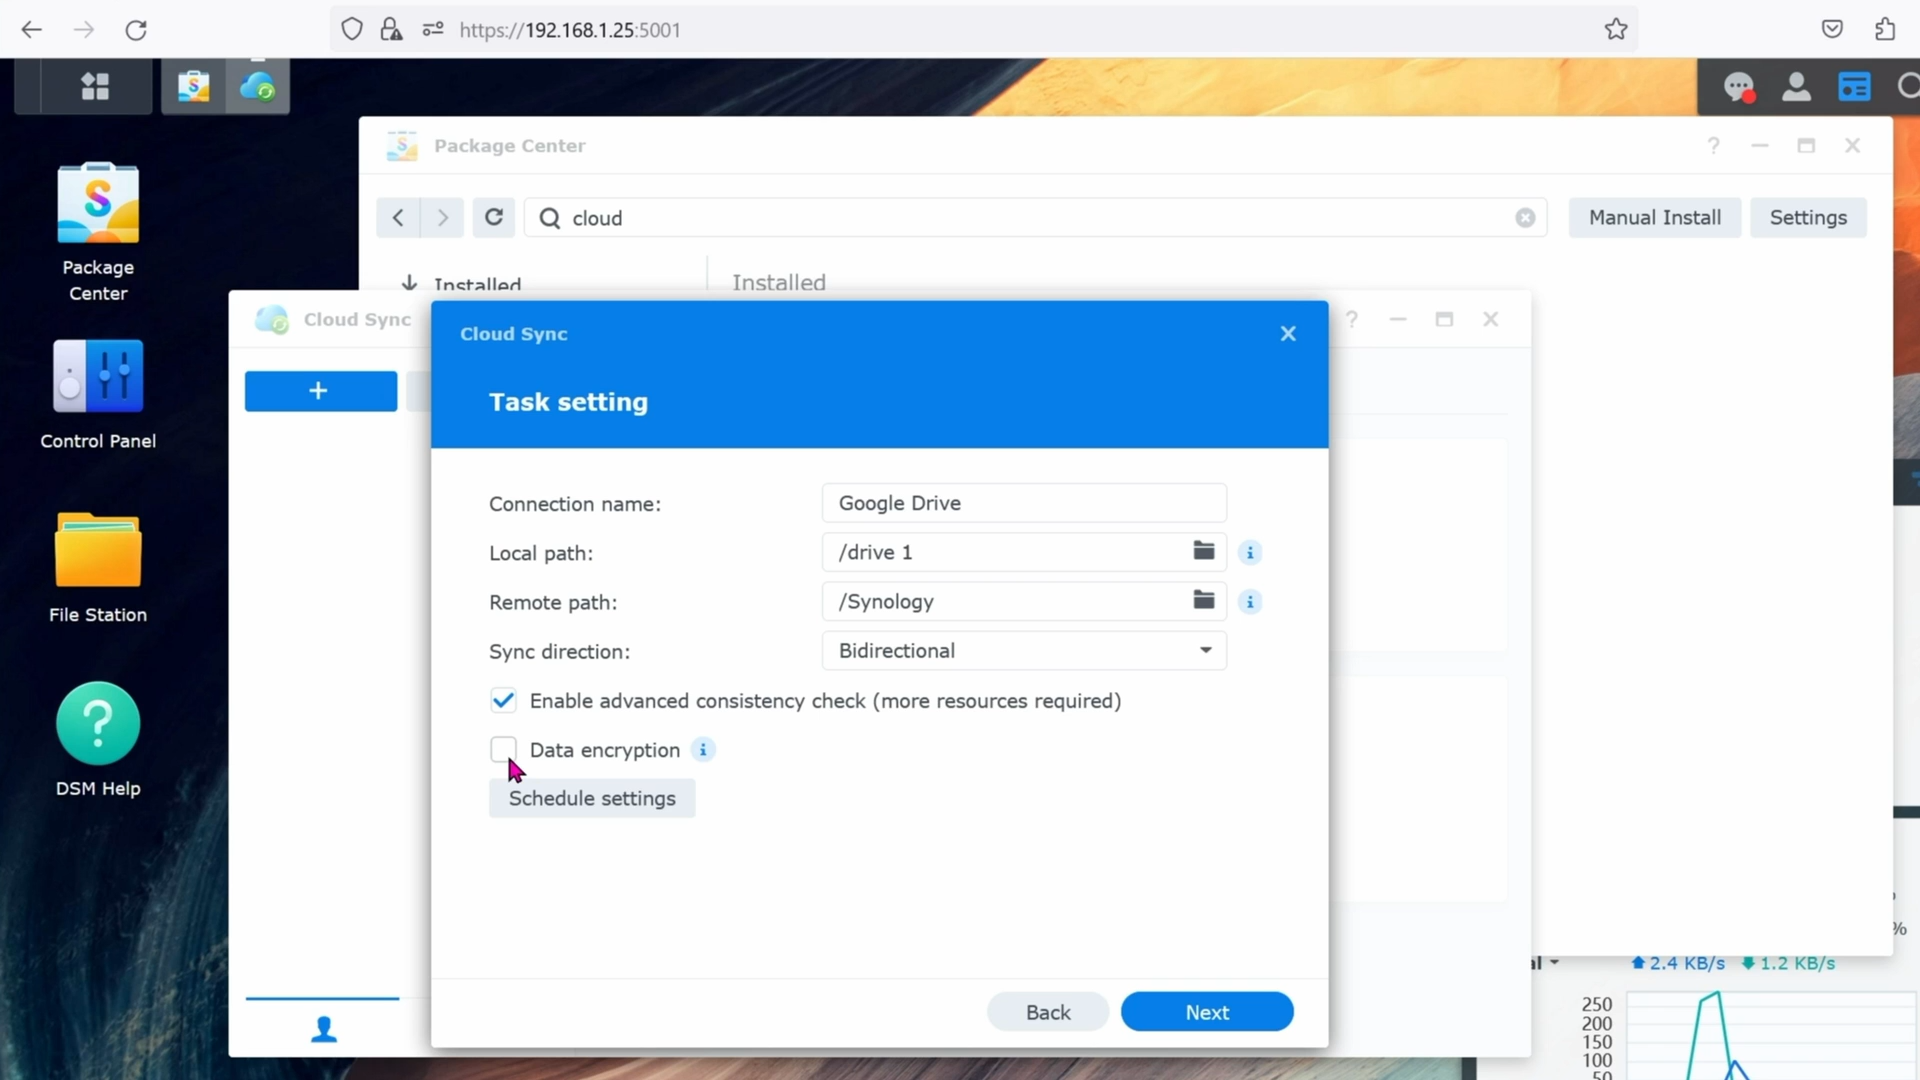 https://192.168.1.25:5001
Package Center
cloud
Manual Install
Settings
Package
Center
Installed
Installed
Cloud Sync
Cloud Sync
+
Task setting
Control Panel
Connection name:
Google Drive
Local path:
/drive 1
Remote path:
/Synology
File Station
Sync direction:
Bidirectional
Enable advanced consistency check (more resources required)
Data encryption
DSM Help
Schedule settings
%
2.4 KB/s
1.2 KB/s
Back
Next
250
200
150
100
50